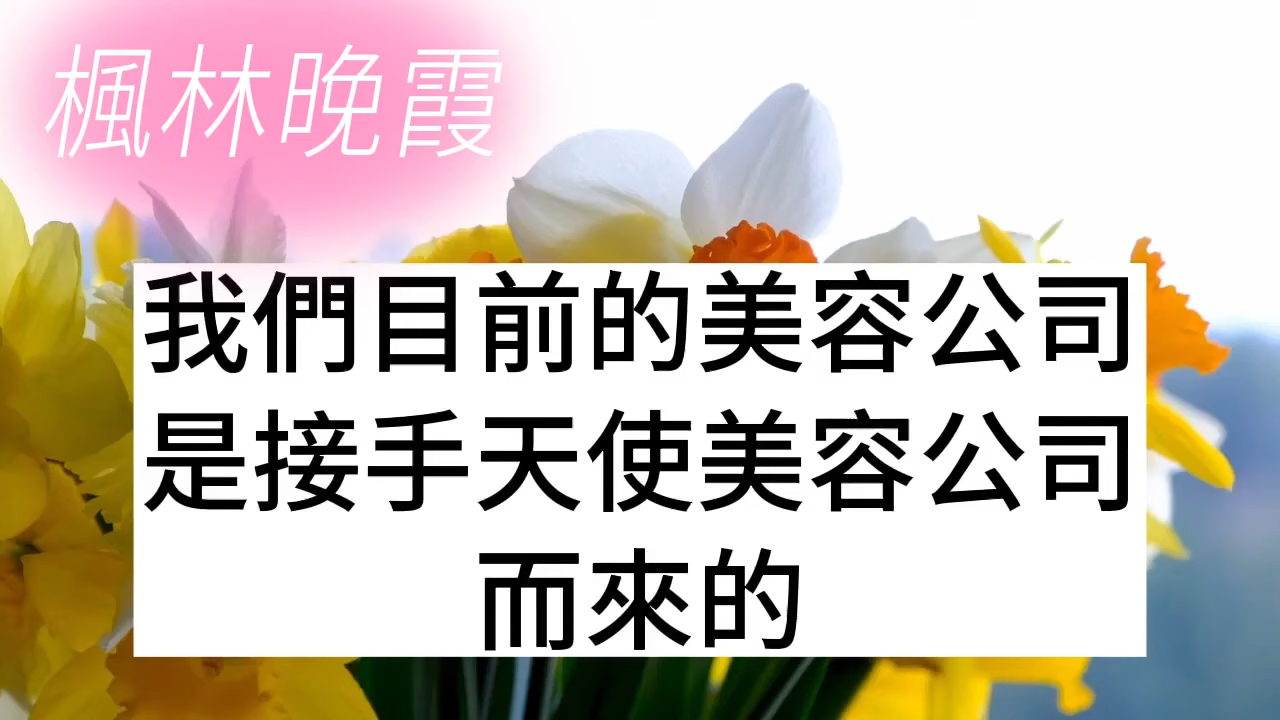 楓林晚霞
我們目前的美容公司
是接手天使美容公司
而來的